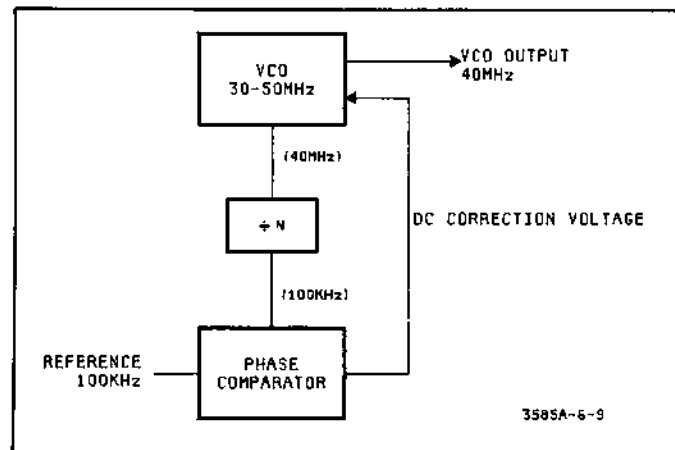 VCO
30-50MHz
VCO OUTPUT
40MHz
(40MHz)
÷N
DC CORRECTION VOLTAGE
(100KHz)
REFERENCE
100KHz
PHASE
COMPARATOR
3585A-6-9